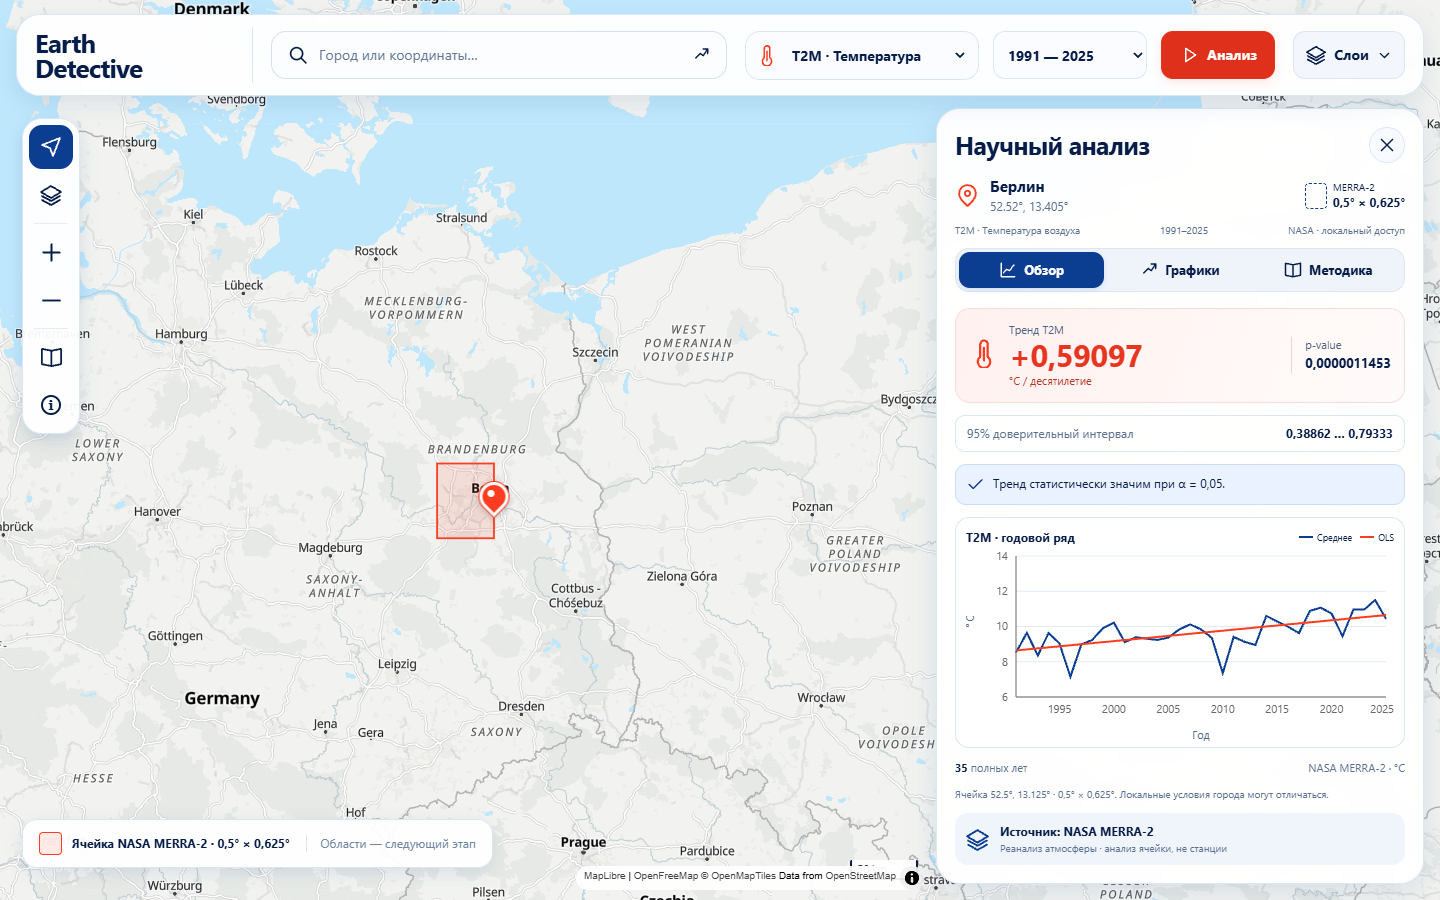 Denmark
Earth
Detective
Город или координаты...
T2M · Температура
1991 — 2025
Анализ
Слои
Svendborg
Flensburg
Kiel
Stralsund
Rostock
Lübeck
MECKLENBURG-
VORPOMMERN
Hamburg
WEST
POMERANIAN
VOIVODESHIP
Szczecin
LOWER
SAXONY
BRANDENBURG
Hanover
Poznan
Magdeburg
GREATER
POLAND
VOIVODESHIP
SAXONY-
ANHALT
Zielona Góra
Cottbus -
Chóśebuz
Göttingen
Leipzig
Germany
Wrocław
Dresden
Jena
Gera
SAXONY
OPOLE
HESSE
Hof
Prague
Pardubice
Würzburg
Pilsen
POLAND
Научный анализ
Берлин
52.52°, 13.405°
MERRA-2
0,5° × 0,625°
T2M · Температура воздуха
1991–2025
NASA · локальный доступ
Обзор
Графики
Методика
Тренд T2M
+0,59097
°C / десятилетие
p-value
0,0000011453
95% доверительный интервал
0,38862 ... 0,79333
Тренд статистически значим при α = 0,05.
T2M · годовой ряд
Среднее
OLS
14
12
10
8
6
°C
1995
2000
2005
2010
2015
2020
2025
Год
35 полных лет
NASA MERRA-2 · °C
Ячейка 52.5°, 13.125° · 0,5° × 0,625°. Локальные условия города могут отличаться.
Источник: NASA MERRA-2
Реанализ атмосферы · анализ ячейки, не станции
Ячейка NASA MERRA-2 · 0,5° × 0,625°
Области — следующий этап
MapLibre | OpenFreeMap © OpenMapTiles Data from OpenStreetMap